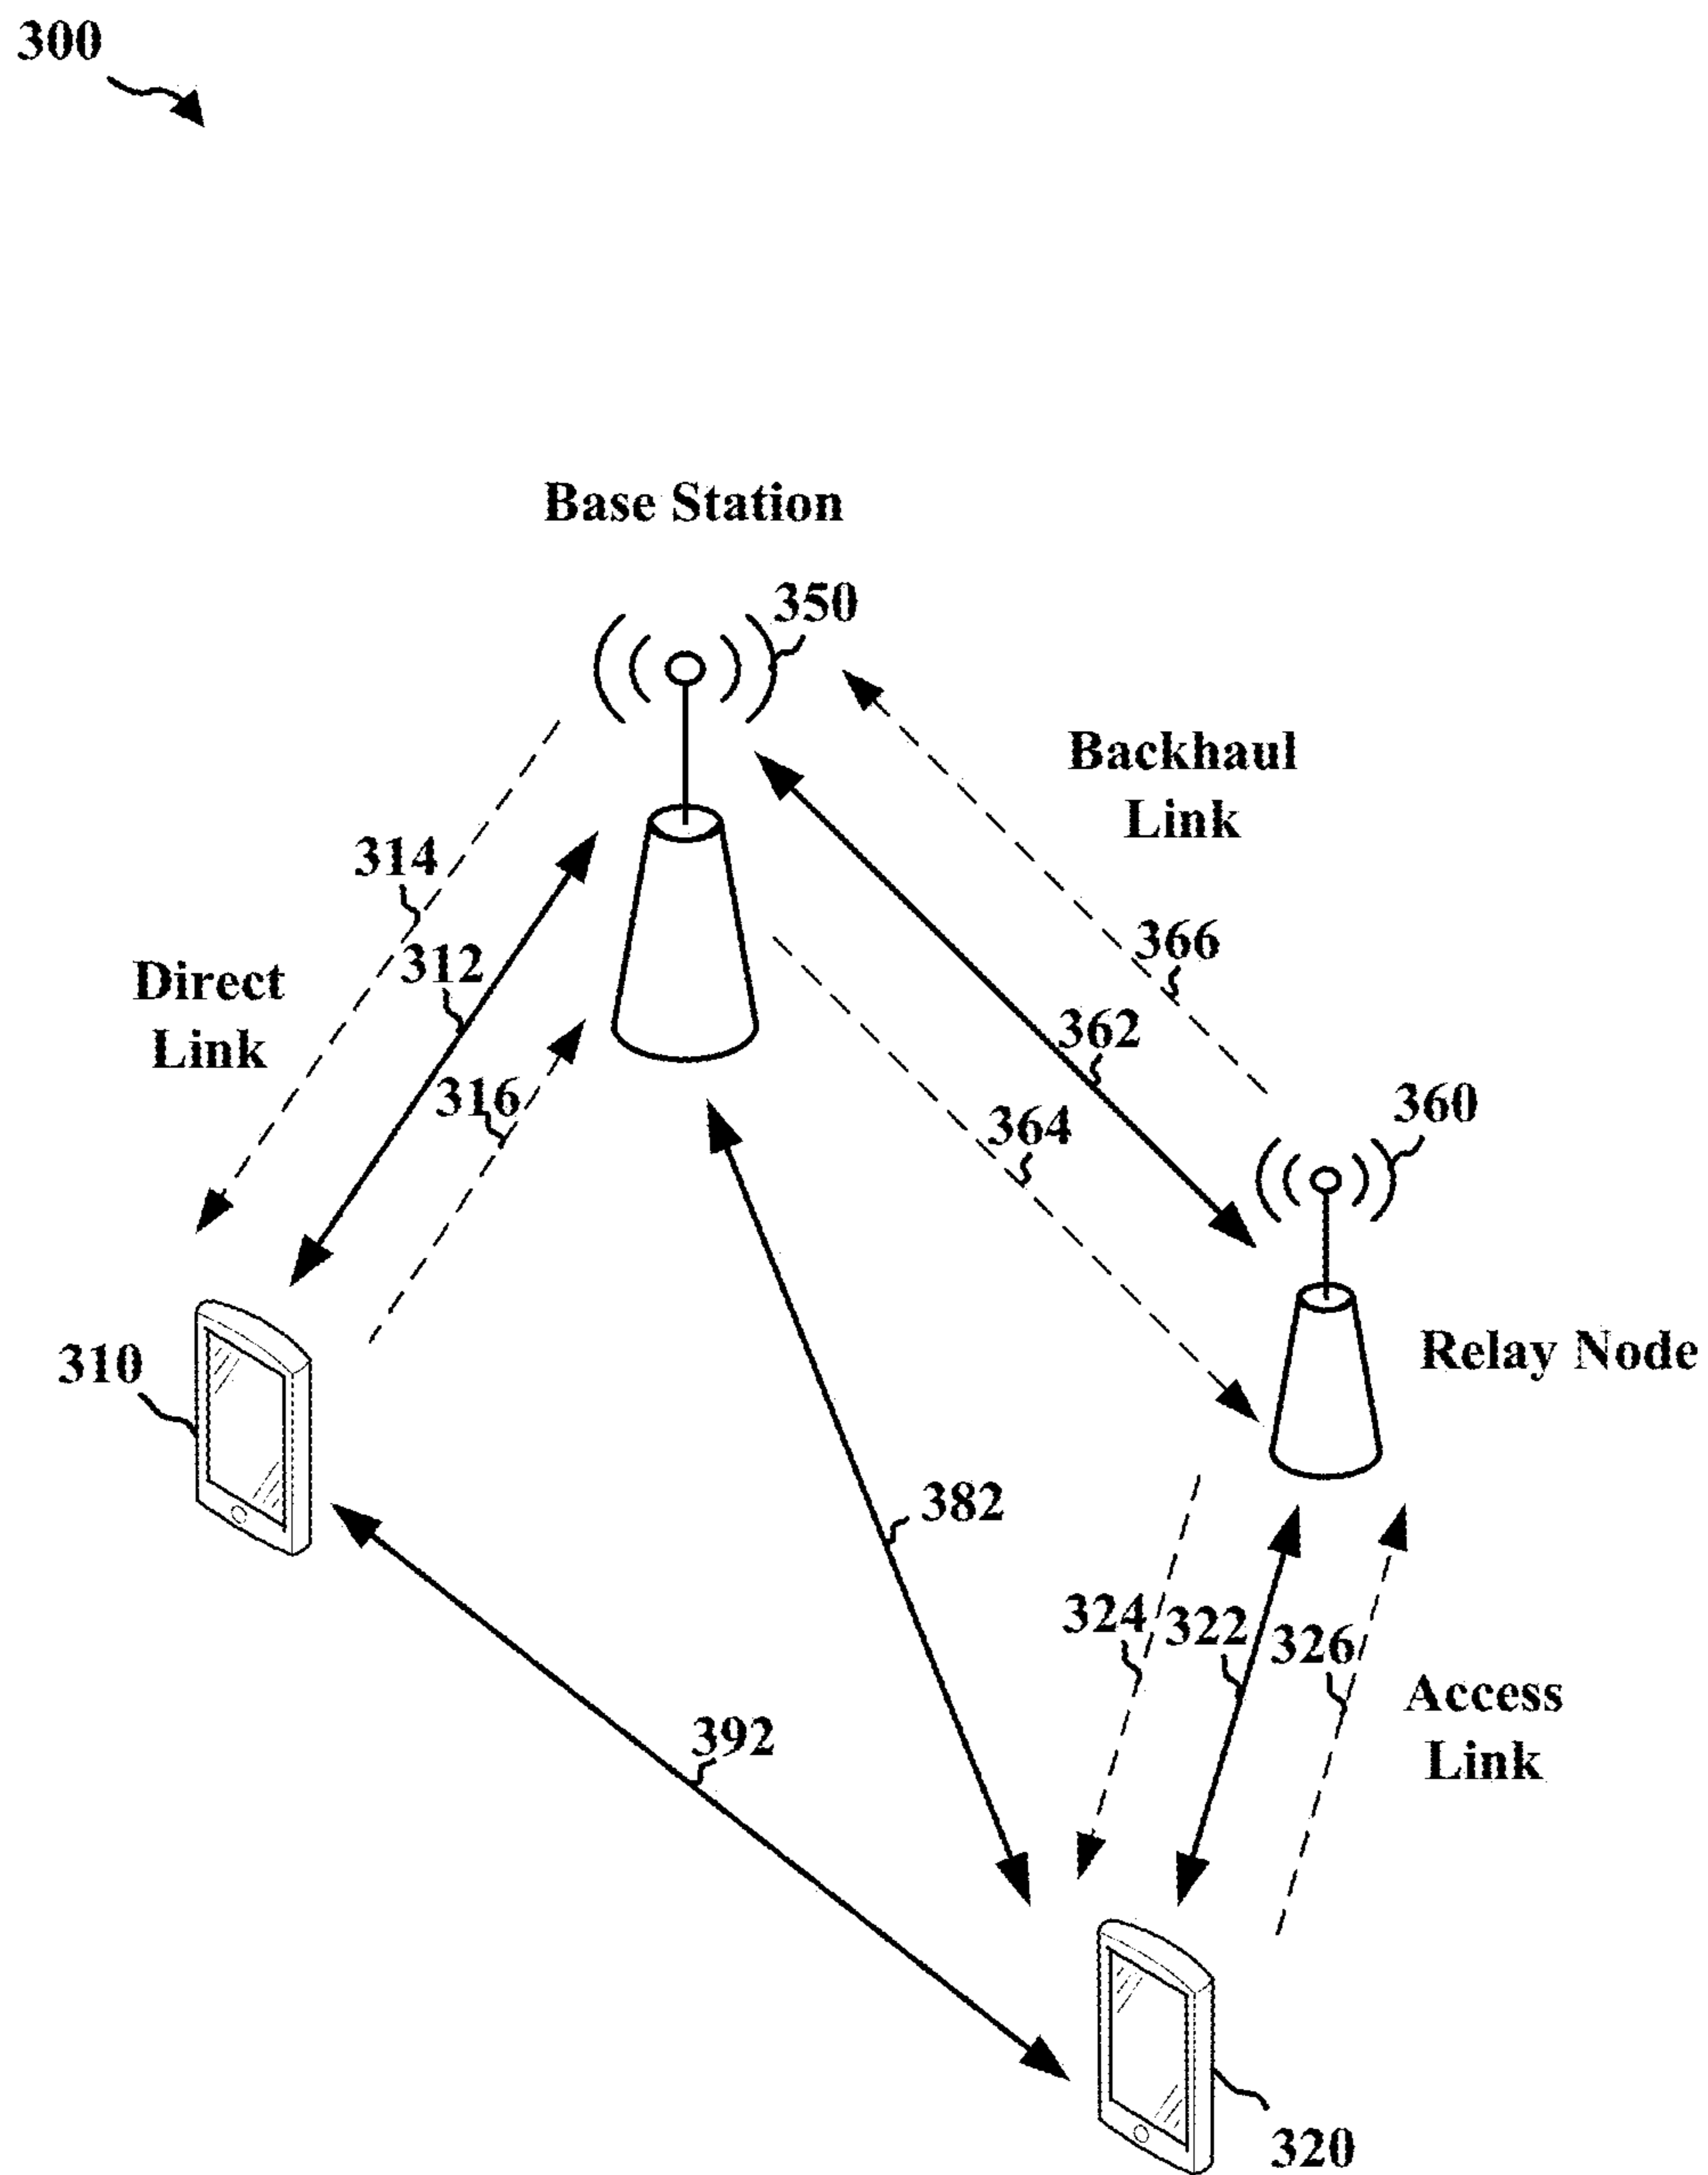 300
Base Station
350
Backhaul
Link
314
312
366
Direct
Link
362
316
364
360
310
Relay Node
382
324
322
326
Access
Link
392
320